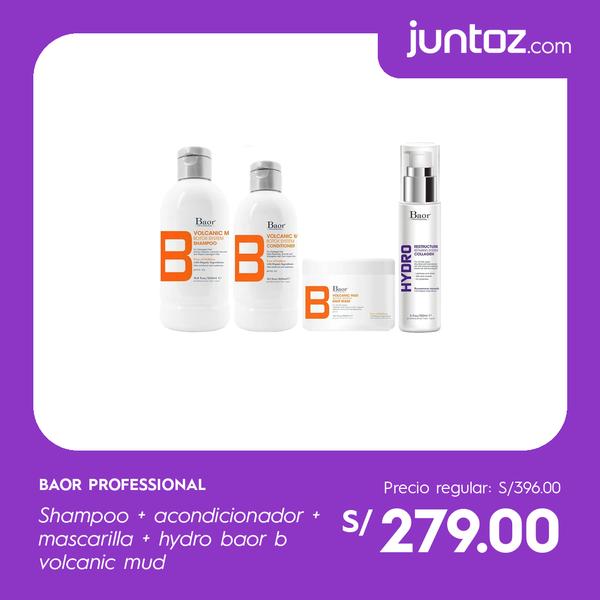 juntoz.com
Baor
VOLCANIC M
BOTOX SYSTEM
SHAMPOO
B
Baor
VOLCANIC M
BOTOX SYSTEM
CONDITIONER
B
Baor
VOLCANIC MUD
HAIR MASK
B
Baor
HYDRO
RESTRUCTURE
COLLAGEN
BAOR PROFESSIONAL
Shampoo + acondicionador +
mascarilla + hydro baor b
volcanic mud
Precio regular: S/396.00
S/279.00